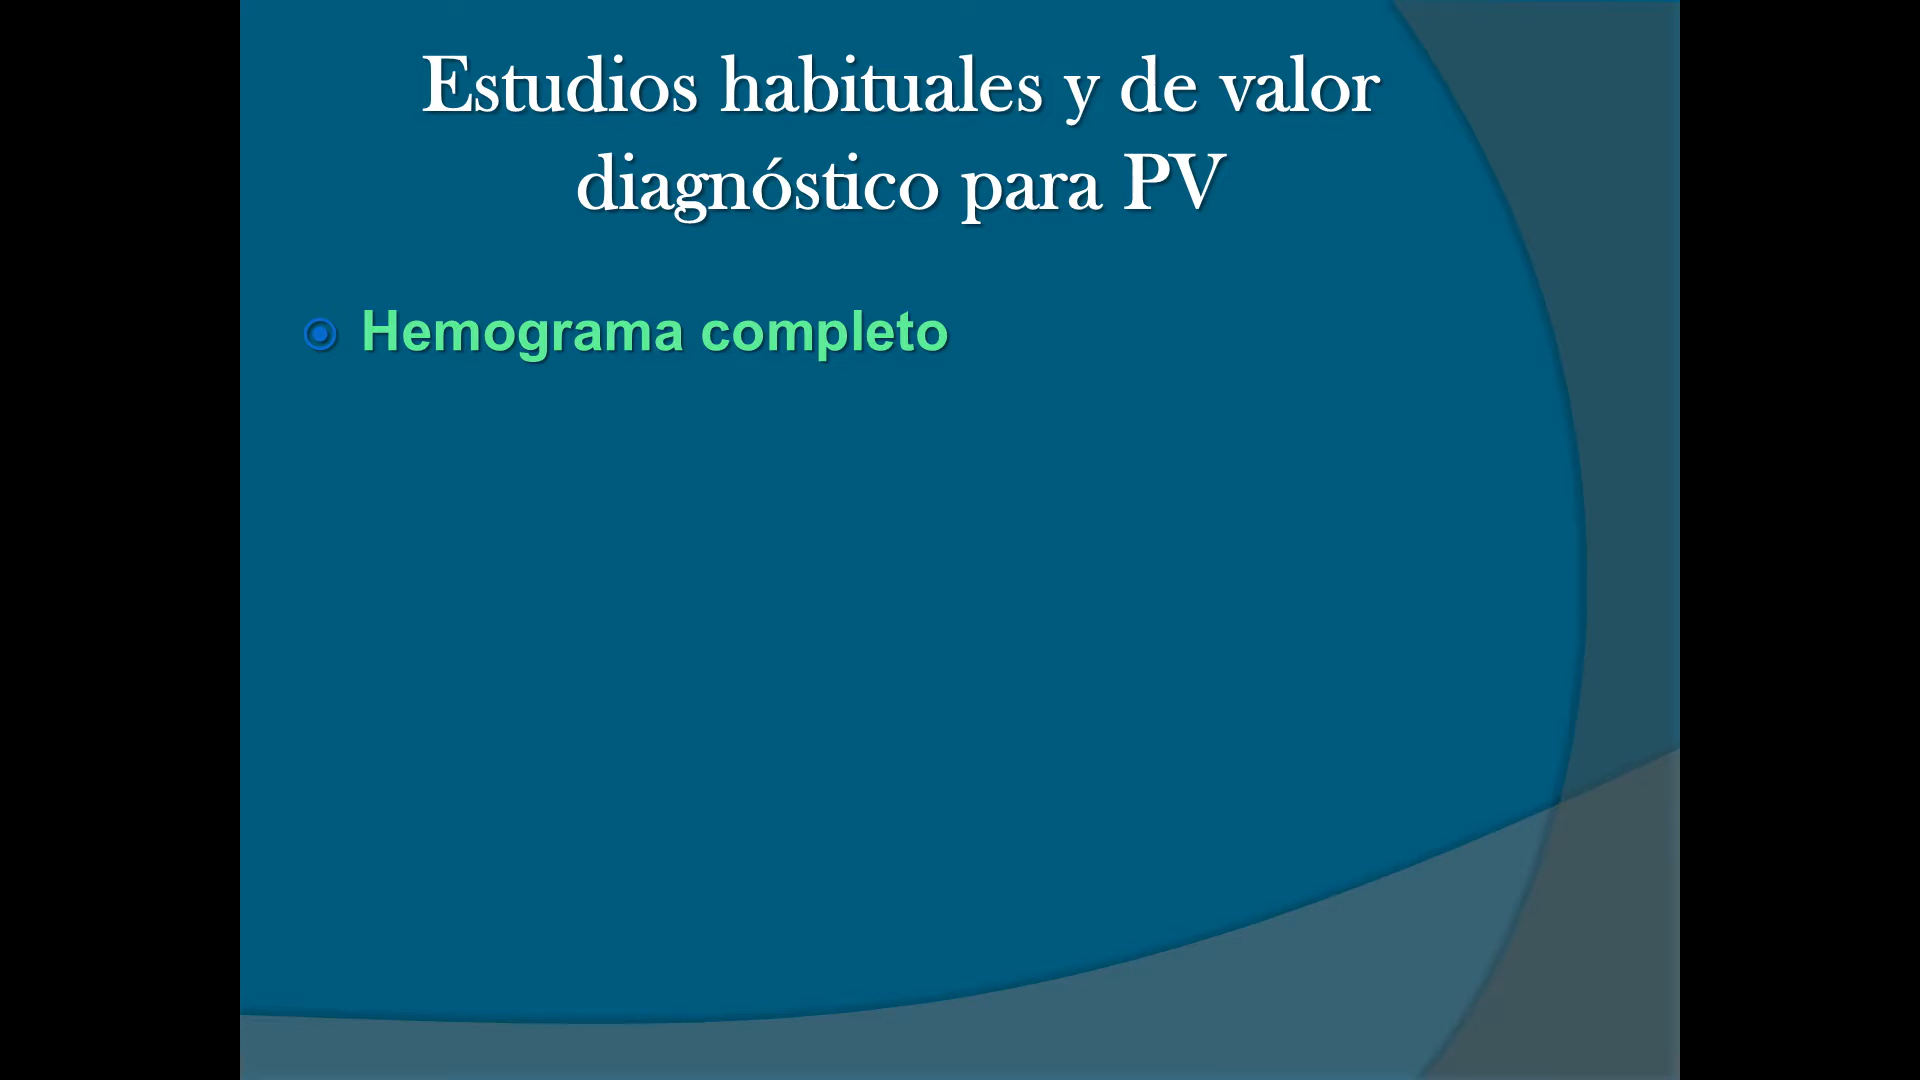 Estudios habituales y de valor
diagnóstico para PV
Hemograma completo